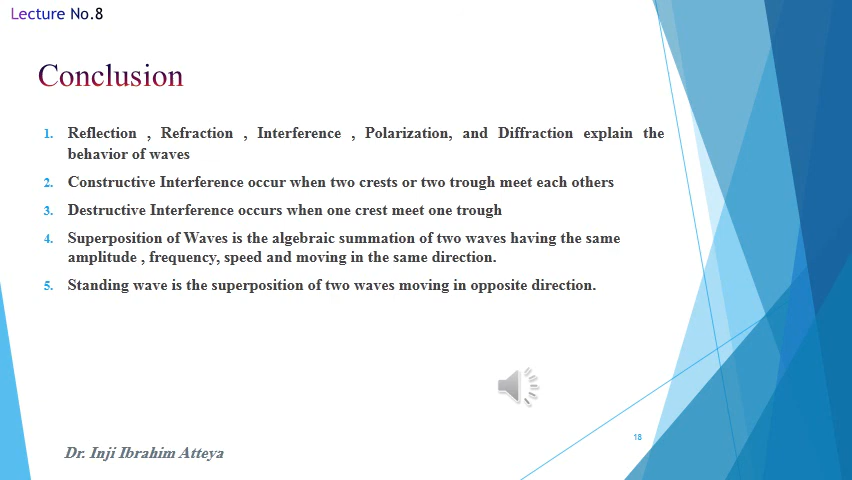 Lecture No.8
Conclusion
1. Reflection , Refraction , Interference , Polarization, and Diffraction explain the
behavior of waves
2. Constructive Interference occur when two crests or two trough meet each others
3. Destructive Interference occurs when one crest meet one trough
4. Superposition of Waves is the algebraic summation of two waves having the same
amplitude , frequency, speed and moving in the same direction.
5. Standing wave is the superposition of two waves moving in opposite direction.
18
Dr. Inji Ibrahim Atteya